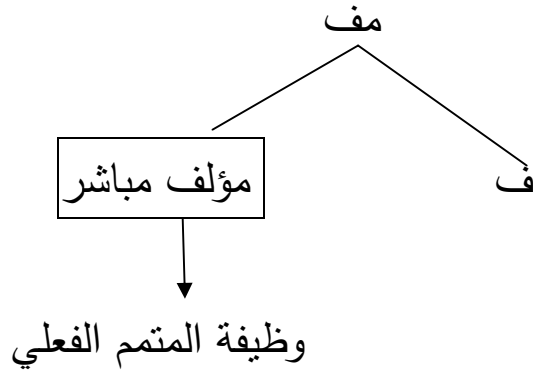 مف
ف
مؤلف مباشر
وظيفة المتمم الفعلي